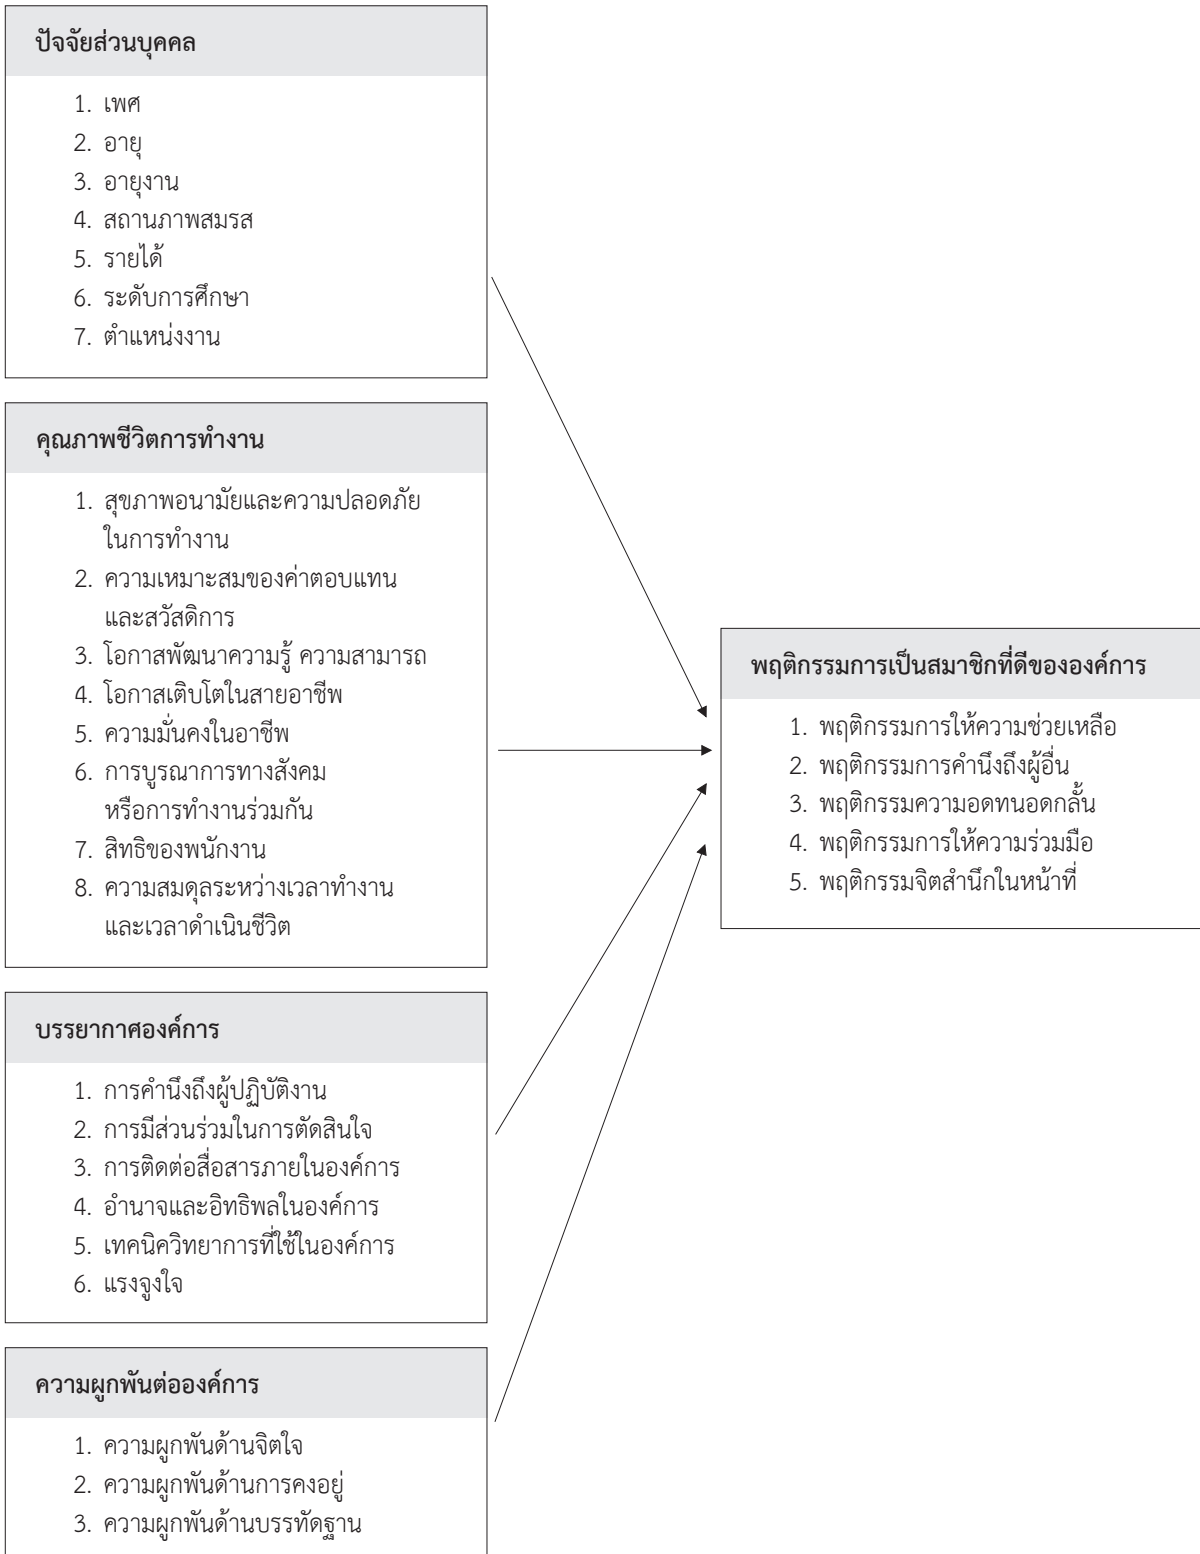 ปัจจัยส่วนบุคคล
1. เพศ
2. อายุ
3. อายุงาน
4. สถานภาพสมรส
5. รายได้
6. ระดับการศึกษา
7. ตำแหน่งงาน
คุณภาพชีวิตการทำงาน
1. สุขภาพอนามัยและความปลอดภัย
ในการทำงาน
2. ความเหมาะสมของค่าตอบแทน
และสวัสดิการ
3. โอกาสพัฒนาความรู้ ความสามารถ
4. โอกาสเติบโตในสายอาชีพ
5. ความมั่นคงในอาชีพ
6. การบูรณาการทางสังคม
หรือการทำงานร่วมกัน
7. สิทธิของพนักงาน
8. ความสมดุลระหว่างเวลาทำงาน
และเวลาดำเนินชีวิต
บรรยากาศองค์การ
1. การคำนึงถึงผู้ปฏิบัติงาน
2. การมีส่วนร่วมในการตัดสินใจ
3. การติดต่อสื่อสารภายในองค์การ
4. อำนาจและอิทธิพลในองค์การ
5. เทคนิควิทยาการที่ใช้ในองค์การ
6. แรงจูงใจ
ความผูกพันต่อองค์การ
1. ความผูกพันด้านจิตใจ
2. ความผูกพันด้านการคงอยู่
3. ความผูกพันด้านบรรทัดฐาน
พฤติกรรมการเป็นสมาชิกที่ดีขององค์การ
1. พฤติกรรมการให้ความช่วยเหลือ
2. พฤติกรรมการคำนึงถึงผู้อื่น
3. พฤติกรรมความอดทนอดกลั้น
4. พฤติกรรมการให้ความร่วมมือ
5. พฤติกรรมจิตสำนึกในหน้าที่